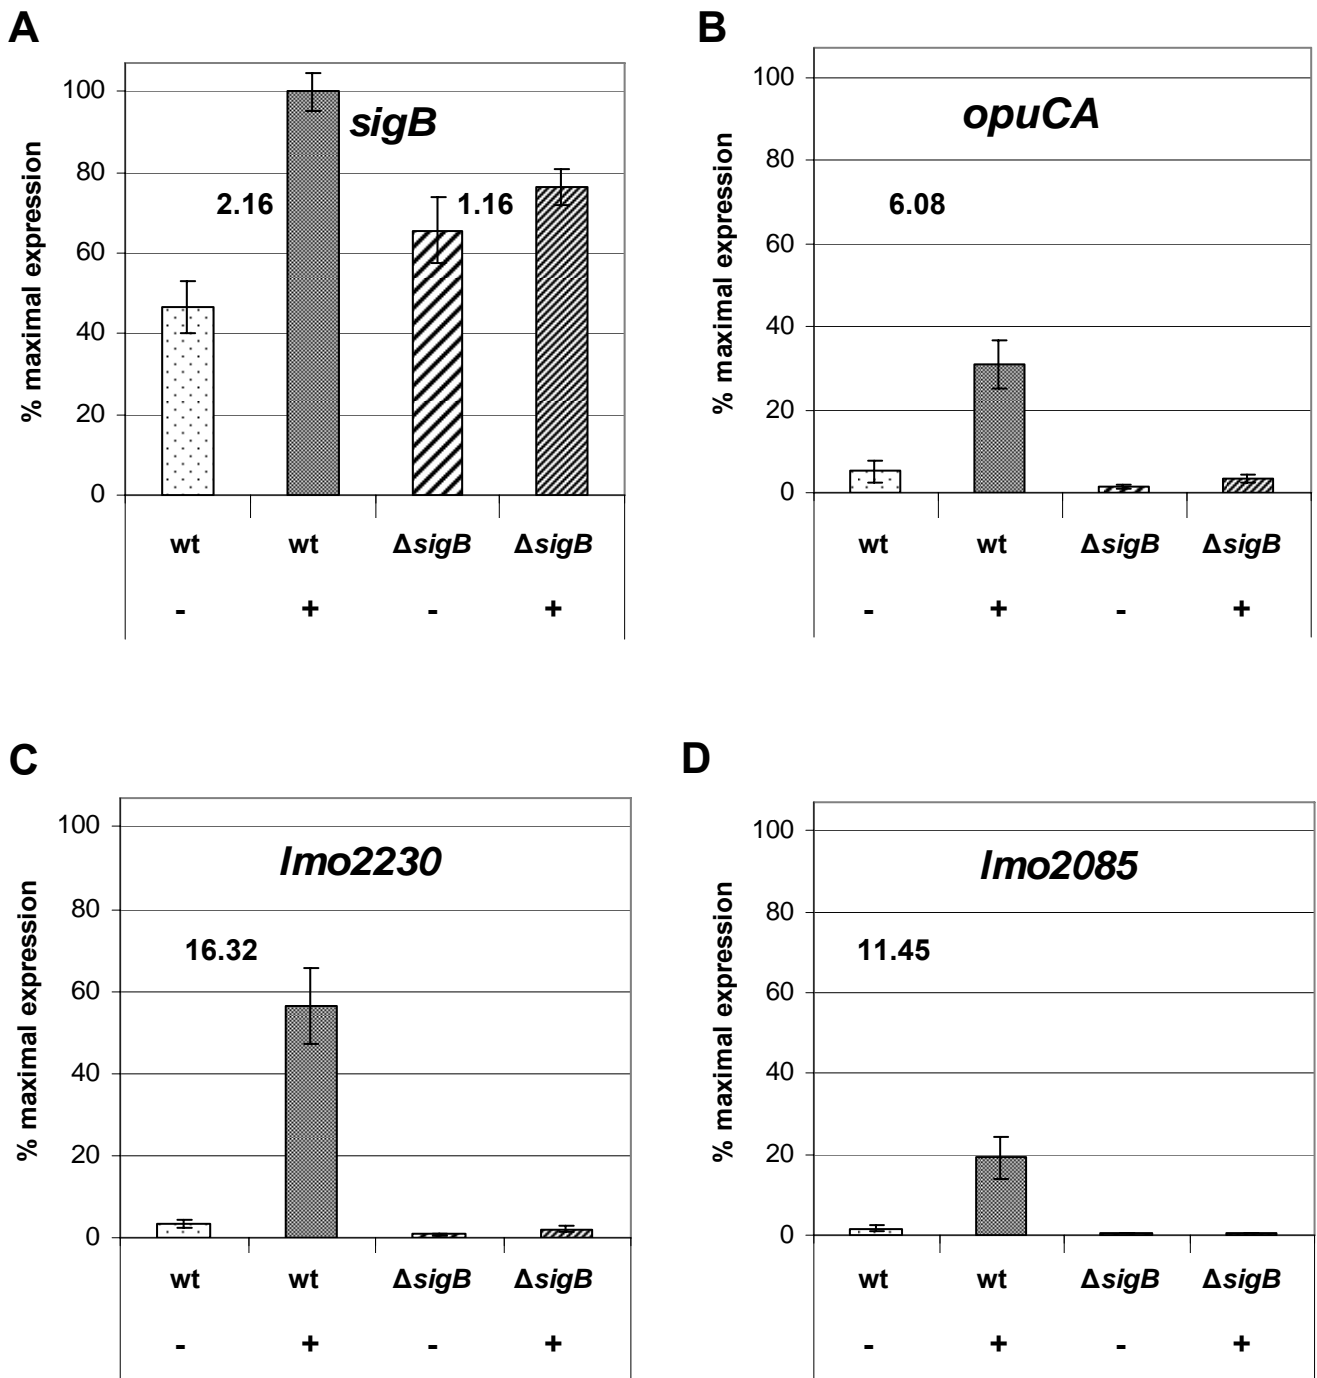 A
% maximal expression
100
80
60
40
20
0
sigB
2.16
1.16
wt wt ΔsigB ΔsigB
- + - +
B
% maximal expression
100
80
60
40
20
0
opuCA
6.08
wt wt ΔsigB ΔsigB
- + - +
C
% maximal expression
100
80
60
40
20
0
lmo2230
16.32
wt wt ΔsigB ΔsigB
- + - +
D
% maximal expression
100
80
60
40
20
0
lmo2085
11.45
wt wt ΔsigB ΔsigB
- + - +